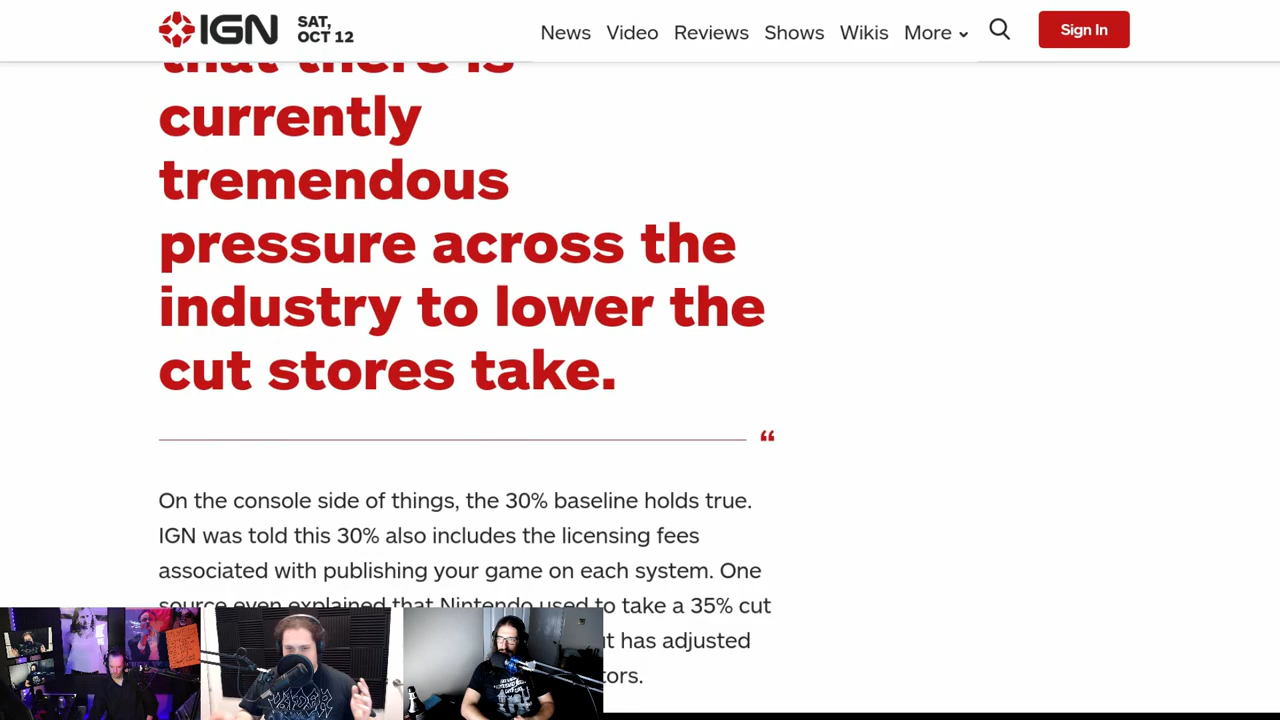 IGN
SAT,
OCT 12
News Video Reviews Shows Wikis More
Sign In
that there is
currently
tremendous
pressure across the
industry to lower the
cut stores take.
“
On the console side of things, the 30% baseline holds true.
IGN was told this 30% also includes the licensing fees
associated with publishing your game on each system. One
source even explained that Nintendo used to take a 35% cut
has adjusted